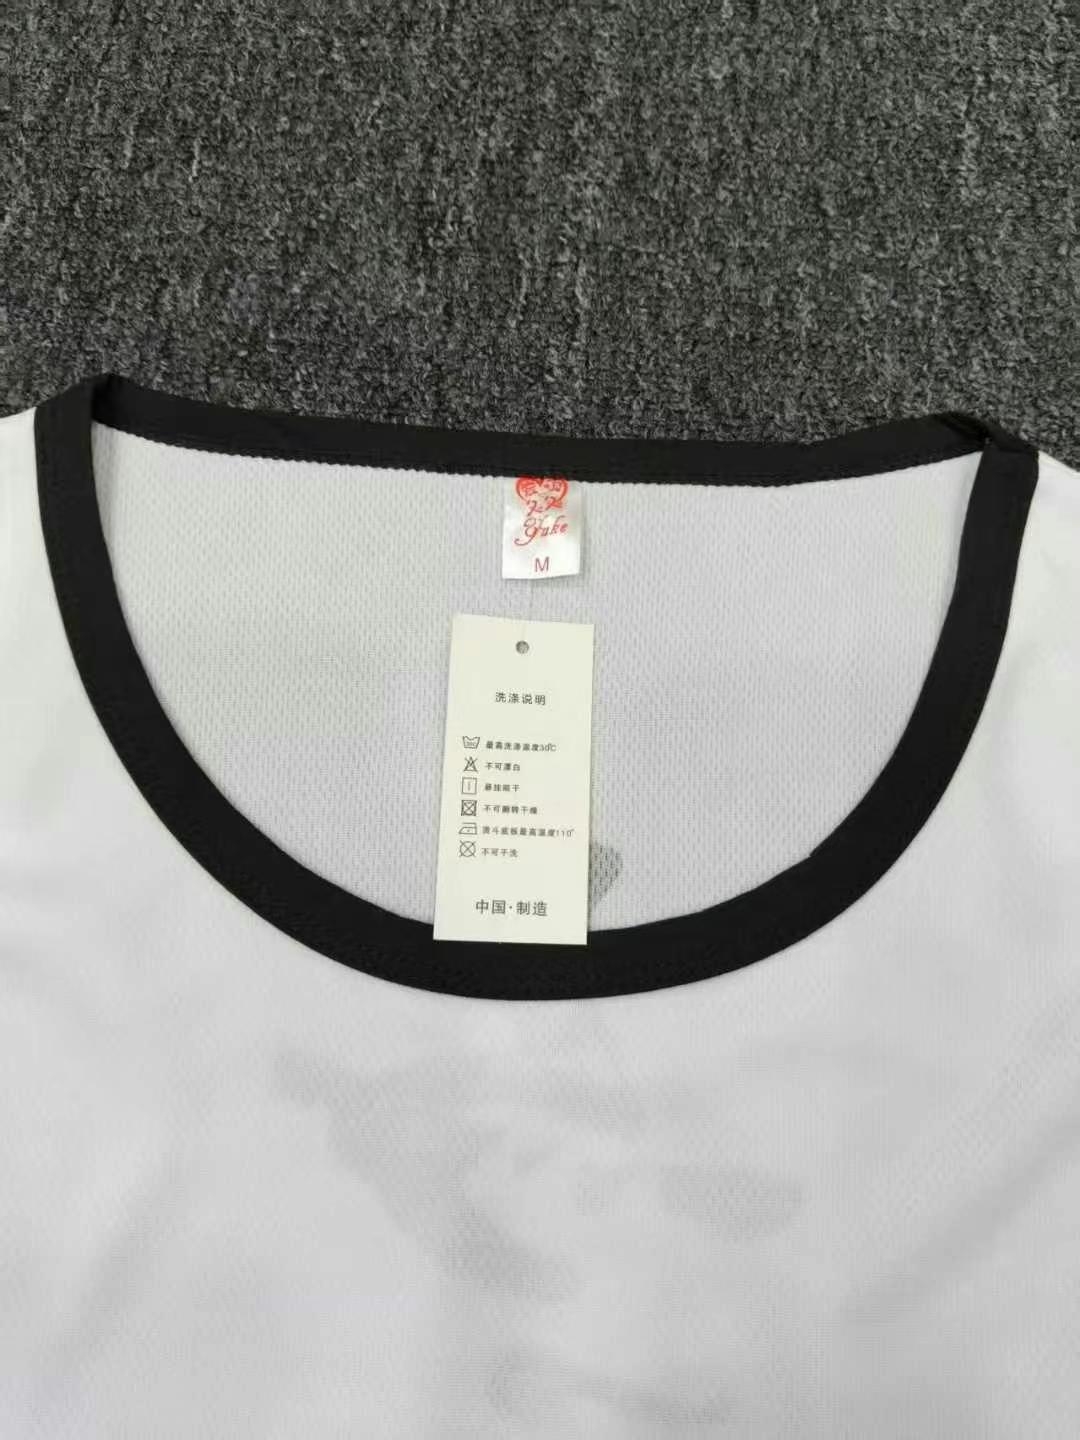 Yuke
M
洗涤说明
最高洗涤温度30℃
不可漂白
悬挂晾干
不可翻转干燥
熨斗底板最高温度110°
不可干洗
中国·制造